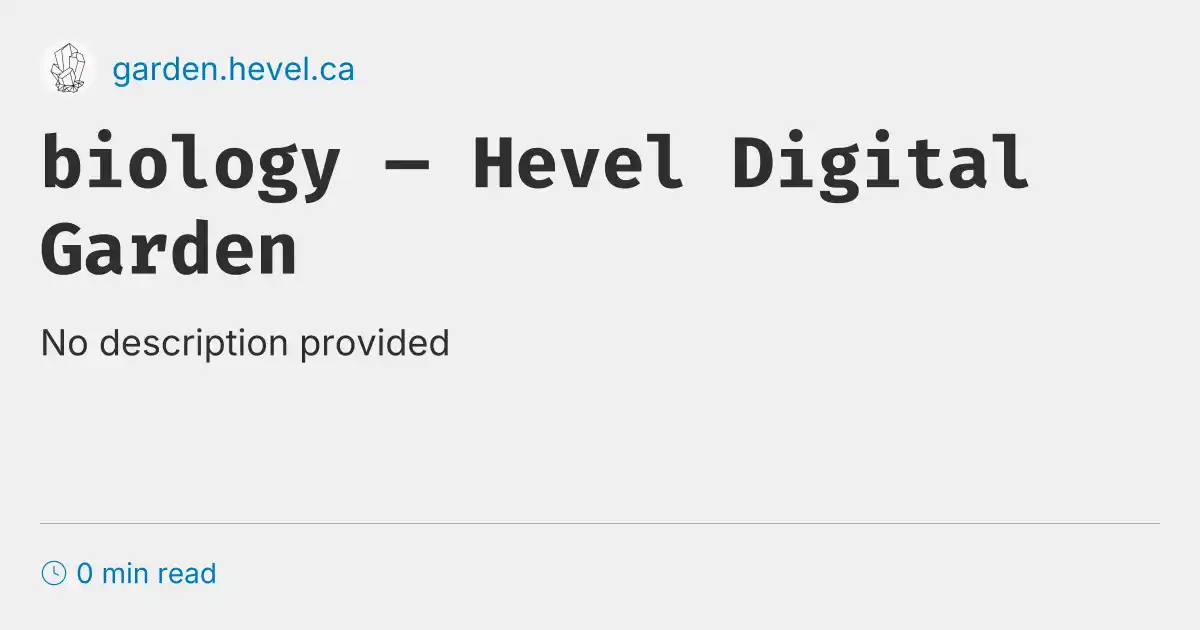 garden.hevel.ca
biology — Hevel Digital
Garden
No description provided
0 min read